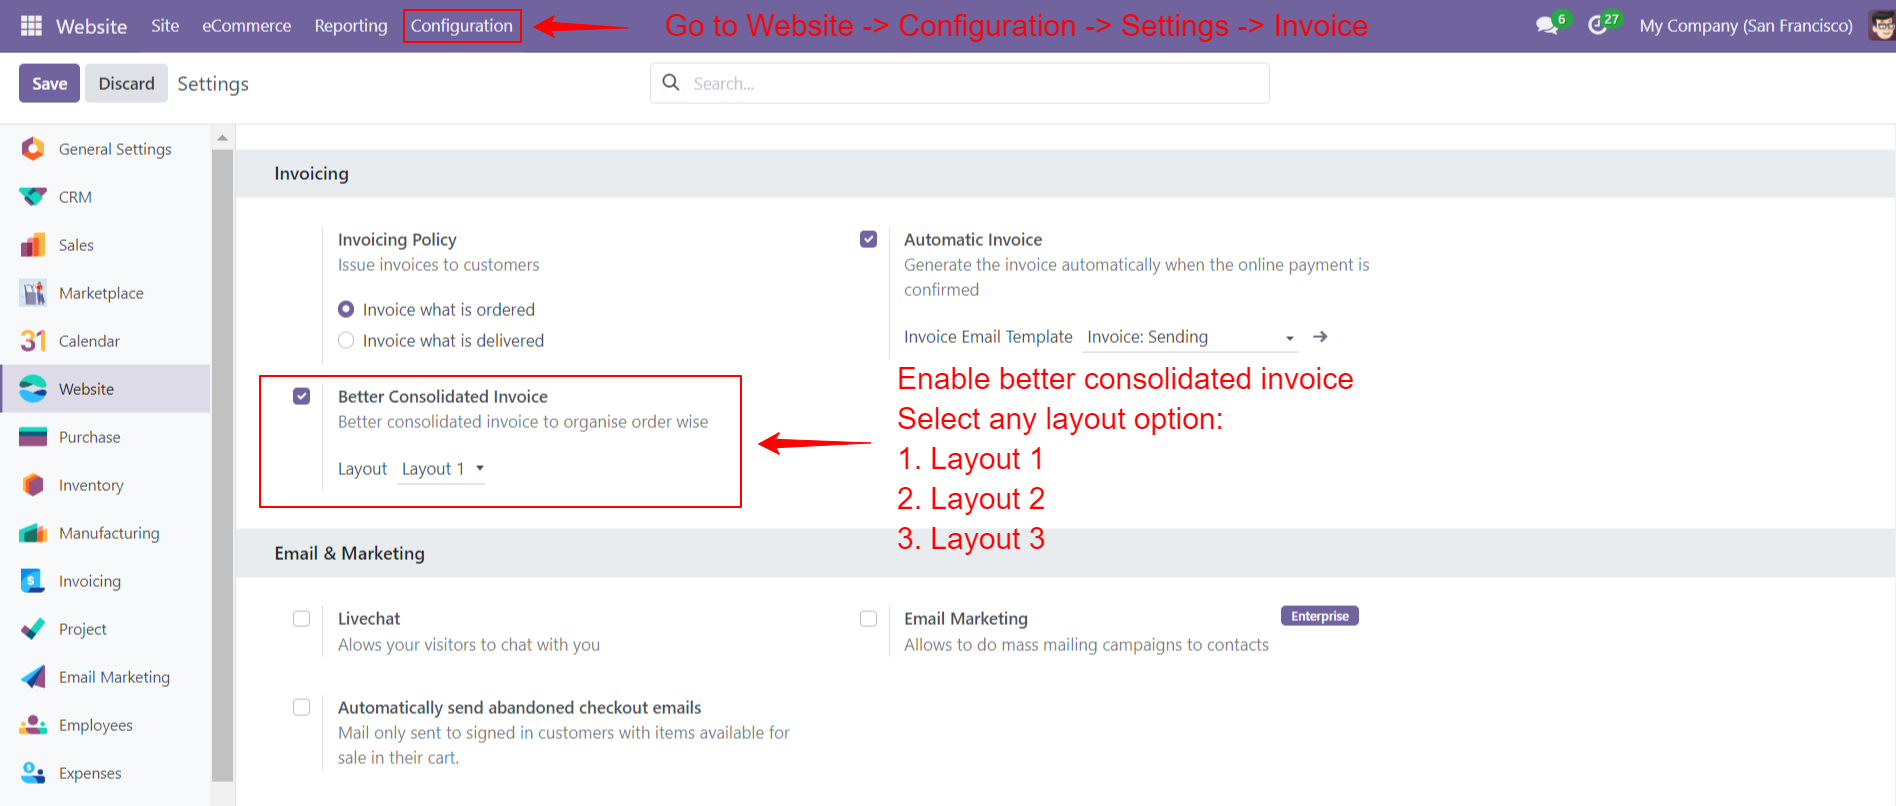 Website Site eCommerce Reporting Configuration Go to Website -> Configuration -> Settings -> Invoice 6 27 My Company (San Francisco)
Save Discard Settings Search...
General Settings
CRM
Sales
Marketplace
31 Calendar
Website
Purchase
Inventory
Manufacturing
$ Invoicing
Project
Email Marketing
Employees
$ Expenses
Invoicing
Invoicing Policy
Issue invoices to customers
Invoice what is ordered
Invoice what is delivered
Automatic Invoice
Generate the invoice automatically when the online payment is
confirmed
Invoice Email Template Invoice: Sending
Better Consolidated Invoice
Better consolidated invoice to organise order wise
Layout Layout 1
Enable better consolidated invoice
Select any layout option:
1. Layout 1
2. Layout 2
3. Layout 3
Email & Marketing
Livechat
Alows your visitors to chat with you
Email Marketing Enterprise
Allows to do mass mailing campaigns to contacts
Automatically send abandoned checkout emails
Mail only sent to signed in customers with items available for
sale in their cart.